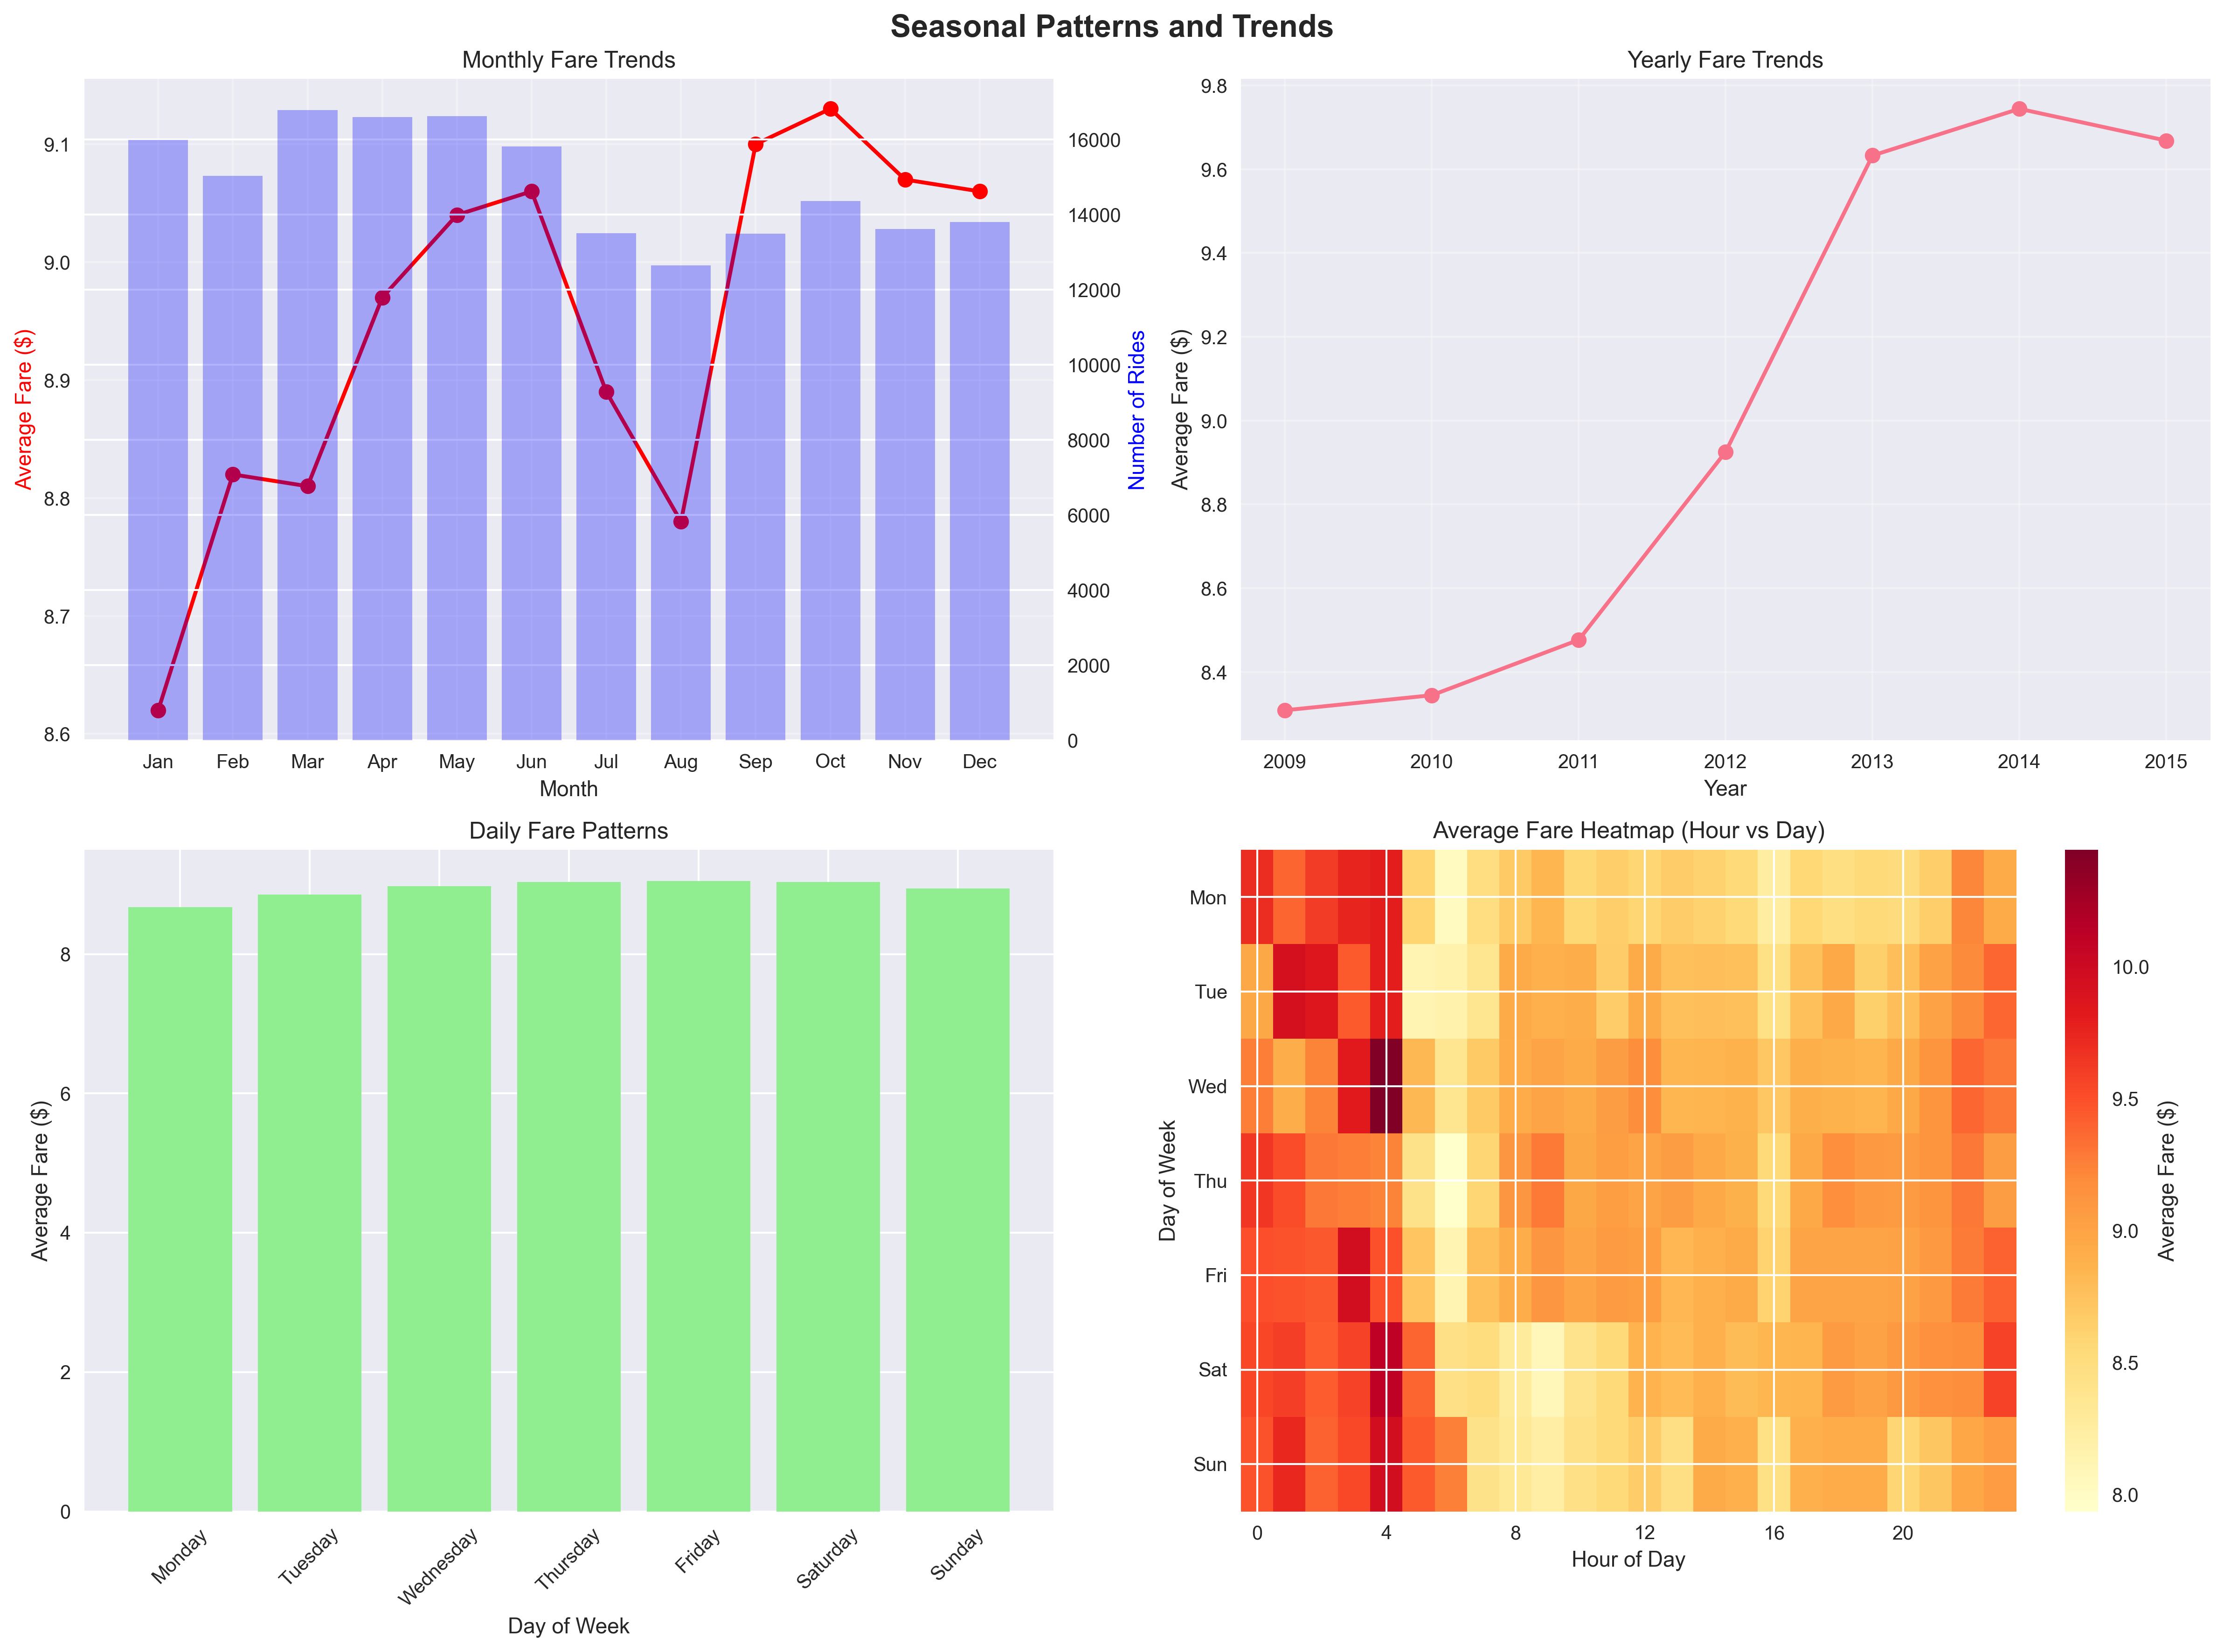 Seasonal Patterns and Trends
Monthly Fare Trends
Average Fare ($)
9.1
9.0
8.9
8.8
8.7
8.6
16000
14000
12000
10000
8000
6000
4000
2000
0
Number of Rides
Jan Feb Mar Apr May Jun Jul Aug Sep Oct Nov Dec
Month
Yearly Fare Trends
Average Fare ($)
9.8
9.6
9.4
9.2
9.0
8.8
8.6
8.4
2009 2010 2011 2012 2013 2014 2015
Year
Daily Fare Patterns
Average Fare ($)
8
6
4
2
0
Monday Tuesday Wednesday Thursday Friday Saturday Sunday
Day of Week
Average Fare Heatmap (Hour vs Day)
Day of Week
Mon
Tue
Wed
Thu
Fri
Sat
Sun
0 4 8 12 16 20
Hour of Day
10.0
9.5
9.0
8.5
8.0
Average Fare ($)